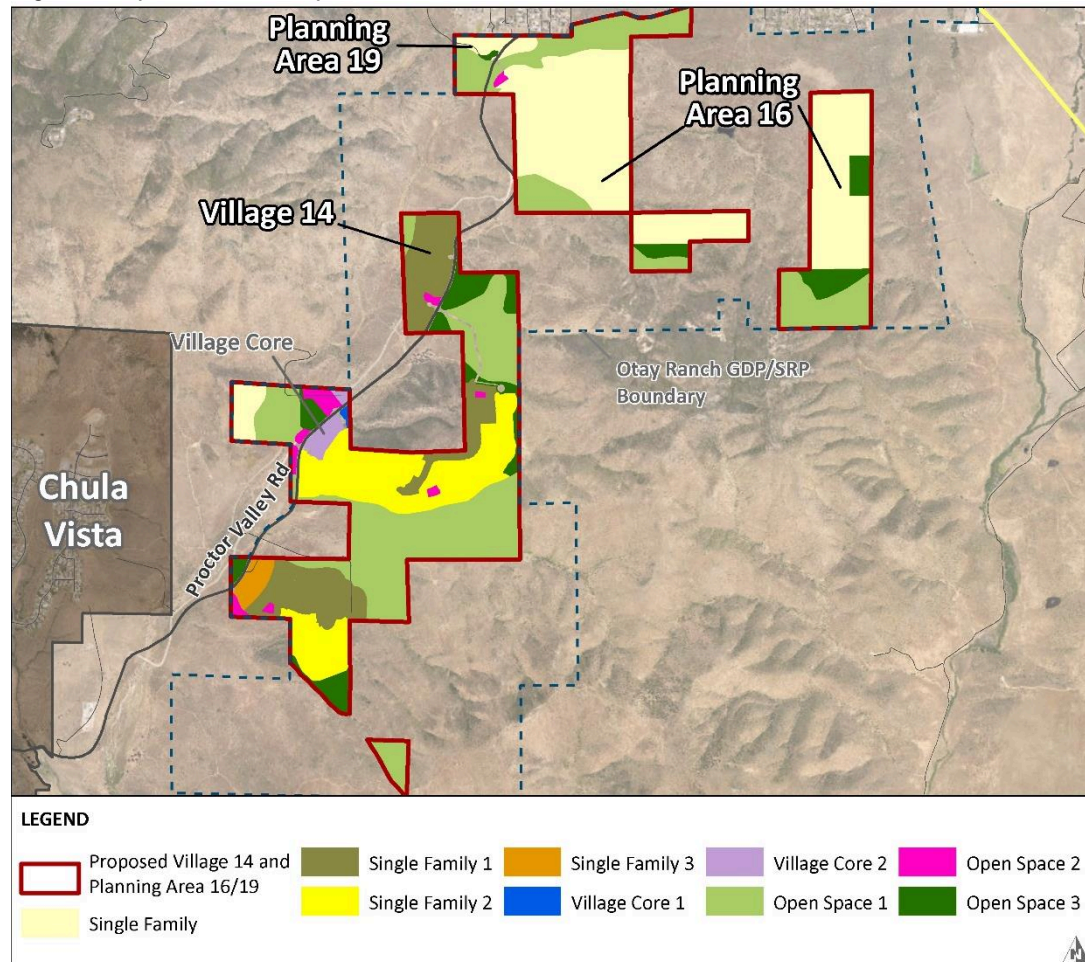 Planning
Area 19
Planning
Area 16
Village 14
Village Core
Otay Ranch GDP/SRP
Boundary
Chula
Vista
Proctor Valley Rd
LEGEND
Proposed Village 14 and
Planning Area 16/19
Single Family
Single Family 1
Single Family 2
Single Family 3
Village Core 1
Village Core 2
Open Space 1
Open Space 2
Open Space 3